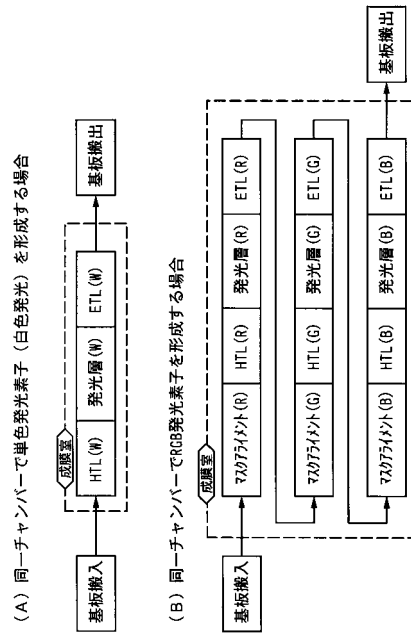 (A) 同一チャンバーで単色発光素子（白色発光）を形成する場合
成膜室
基板搬入
HTL(W)
発光層(W)
ETL(W)
基板搬出
(B) 同一チャンバーでRGB発光素子を形成する場合
成膜室
基板搬入
マスクアライメント(R)
HTL(R)
発光層(R)
ETL(R)
マスクアライメント(G)
HTL(G)
発光層(G)
ETL(G)
マスクアライメント(B)
HTL(B)
発光層(B)
ETL(B)
基板搬出